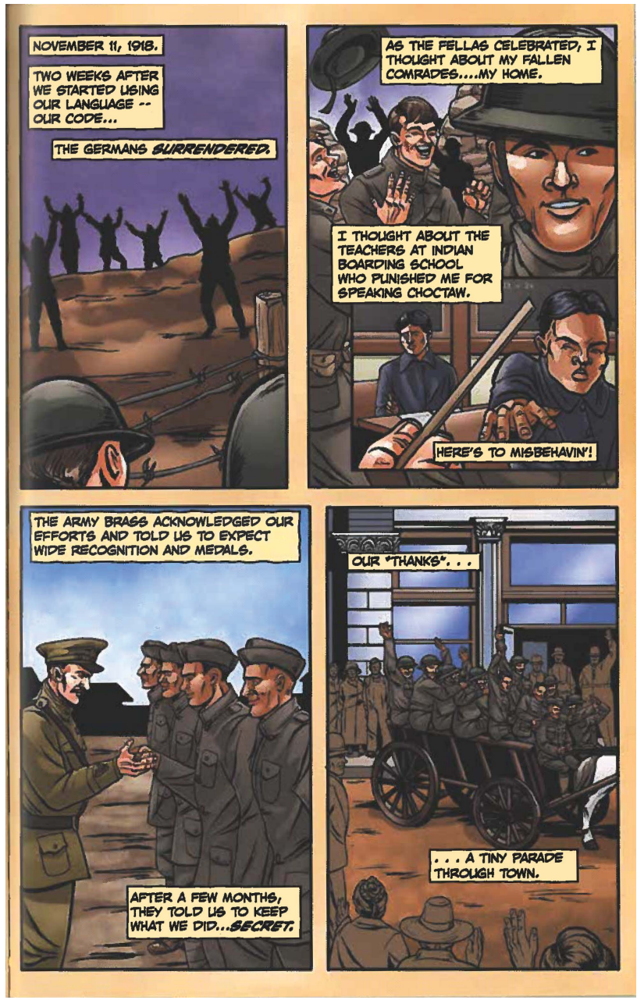 NOVEMBER 11, 1918.
TWO WEEKS AFTER
WE STARTED USING
OUR LANGUAGE --
OUR CODE...
THE GERMANS SURRENDERED.
AS THE FELLAS CELEBRATED, I
THOUGHT ABOUT MY FALLEN
COMRADES....MY HOME.
I THOUGHT ABOUT THE
TEACHERS AT INDIAN
BOARDING SCHOOL
WHO PUNISHED ME FOR
SPEAKING CHOCTAW.
HERE'S TO MISBEHAVIN'!
THE ARMY BRASS ACKNOWLEDGED OUR
EFFORTS AND TOLD US TO EXPECT
WIDE RECOGNITION AND MEDALS.
AFTER A FEW MONTHS,
THEY TOLD US TO KEEP
WHAT WE DID...SECRET.
OUR "THANKS". . .
. . . A TINY PARADE
THROUGH TOWN.